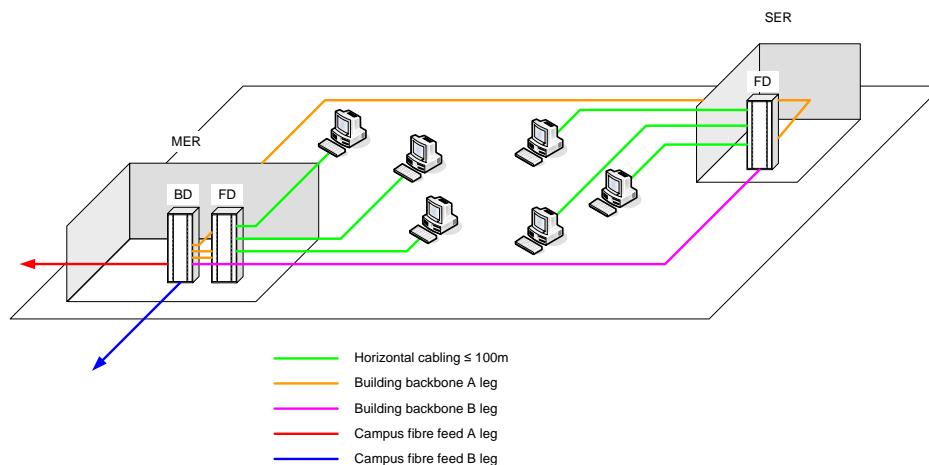 SER
FD
MER
BD FD
Horizontal cabling ≤ 100m
Building backbone A leg
Building backbone B leg
Campus fibre feed A leg
Campus fibre feed B leg